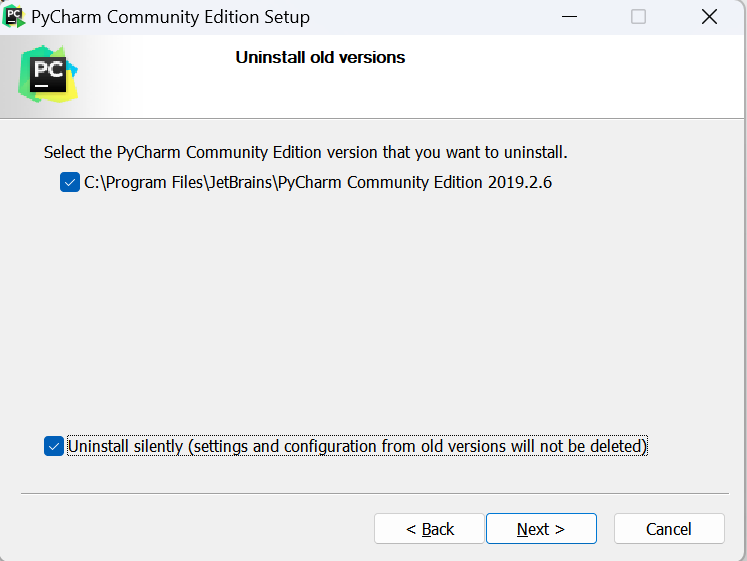 PC PyCharm Community Edition Setup
PC
Uninstall old versions
Select the PyCharm Community Edition version that you want to uninstall.
C:\Program Files\JetBrains\PyCharm Community Edition 2019.2.6
Uninstall silently (settings and configuration from old versions will not be deleted)
< Back Next > Cancel